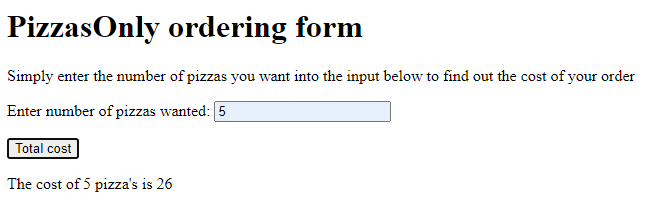 PizzasOnly ordering form
Simply enter the number of pizzas you want into the input below to find out the cost of your order
Enter number of pizzas wanted: 5
Total cost
The cost of 5 pizza's is 26